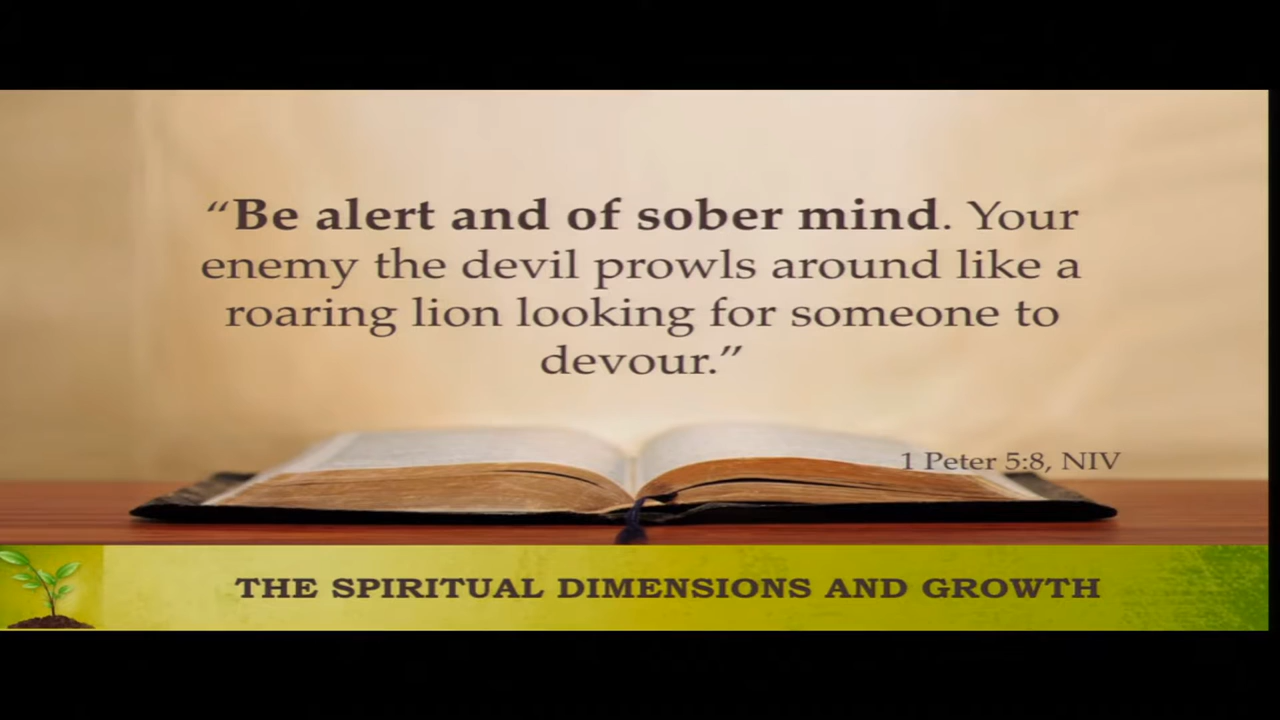 “Be alert and of sober mind. Your
enemy the devil prowls around like a
roaring lion looking for someone to
devour.”
1 Peter 5:8, NIV
THE SPIRITUAL DIMENSIONS AND GROWTH